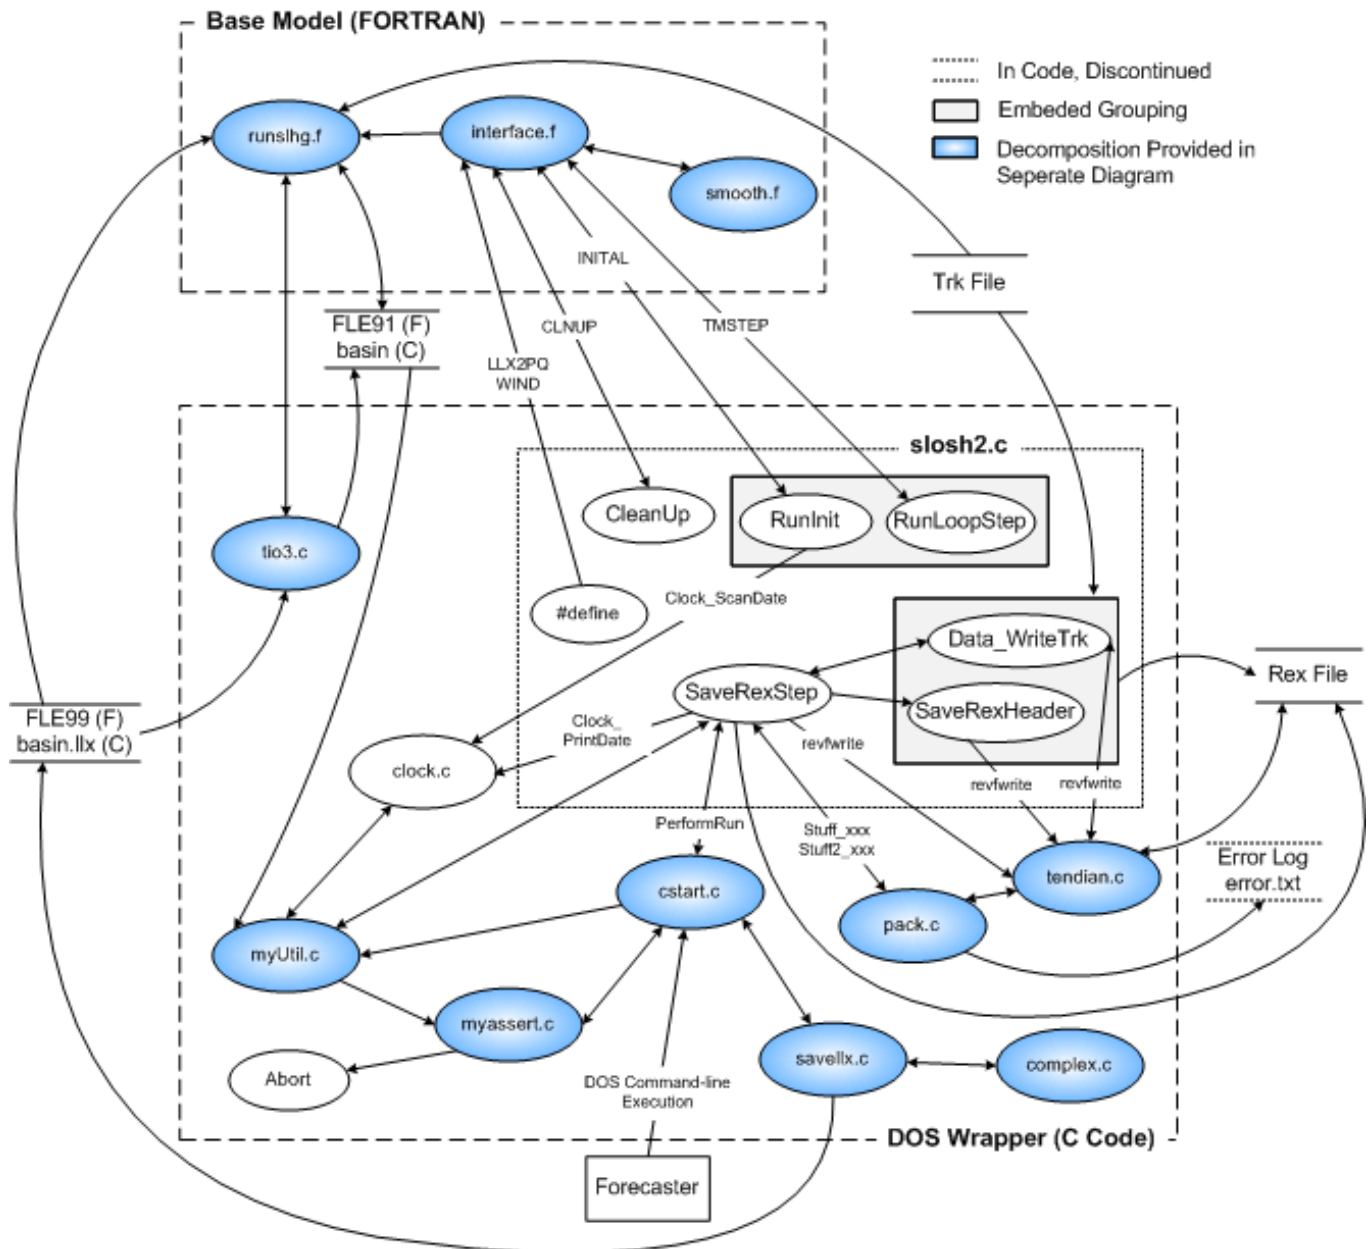 Base Model (FORTRAN)
In Code, Discontinued
Embeded Grouping
Decomposition Provided in
Seperate Diagram
runslhg.f
interface.f
smooth.f
INITAL
Trk File
FLE91 (F)
basin (C)
CLNUP
TMSTEP
LLX2PQ
WIND
slosh2.c
CleanUp
RunInit
RunLoopStep
tio3.c
#define
Clock_ScanDate
Data_WriteTrk
Rex File
SaveRexStep
SaveRexHeader
FLE99 (F)
basin.llx (C)
Clock_
PrintDate
revfwrite
clock.c
revfwrite
revfwrite
PerformRun
Stuff_xxx
Stuff2_xxx
Error Log
error.txt
cstart.c
tendian.c
pack.c
myUtil.c
myassert.c
savellx.c
complex.c
Abort
DOS Command-line
Execution
DOS Wrapper (C Code)
Forecaster